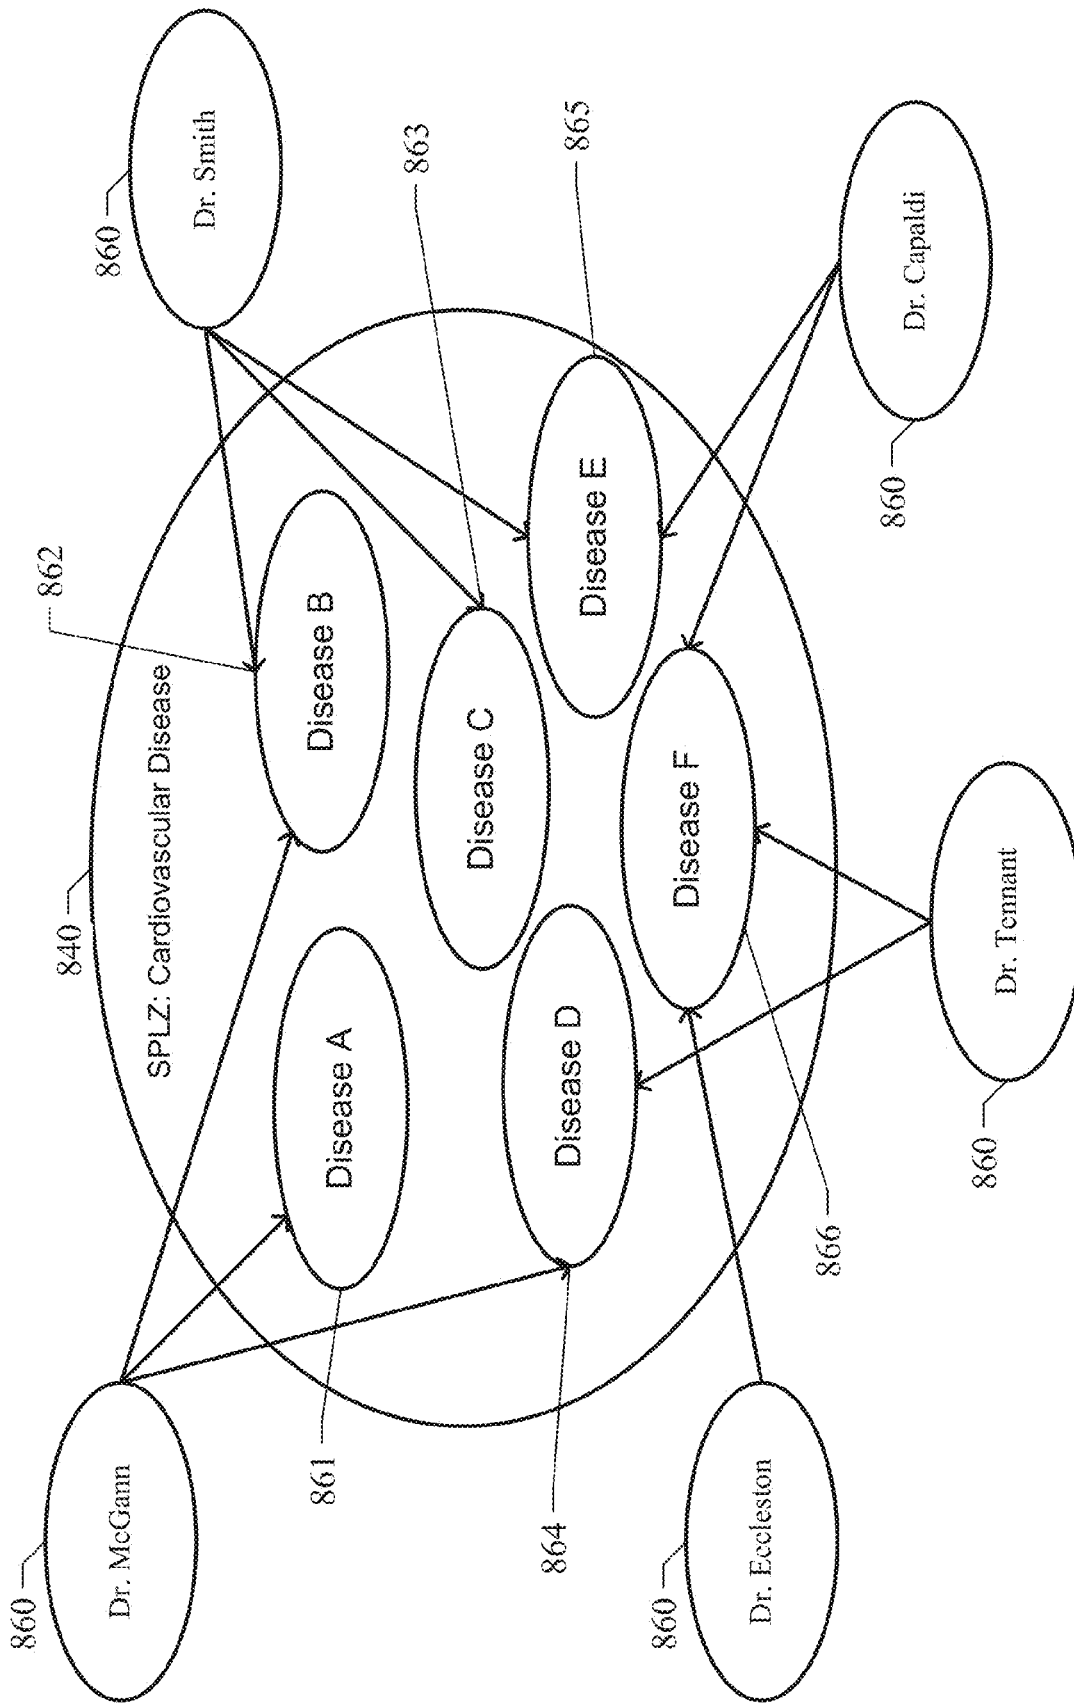 860
Dr. McGann
840
SPLZ: Cardiovascular Disease
862
860
Dr. Smith
861
Disease A
Disease B
863
Disease C
864
Disease D
Disease E
865
Disease F
866
860
Dr. Eccleston
860
Dr. Tennant
860
Dr. Capaldi